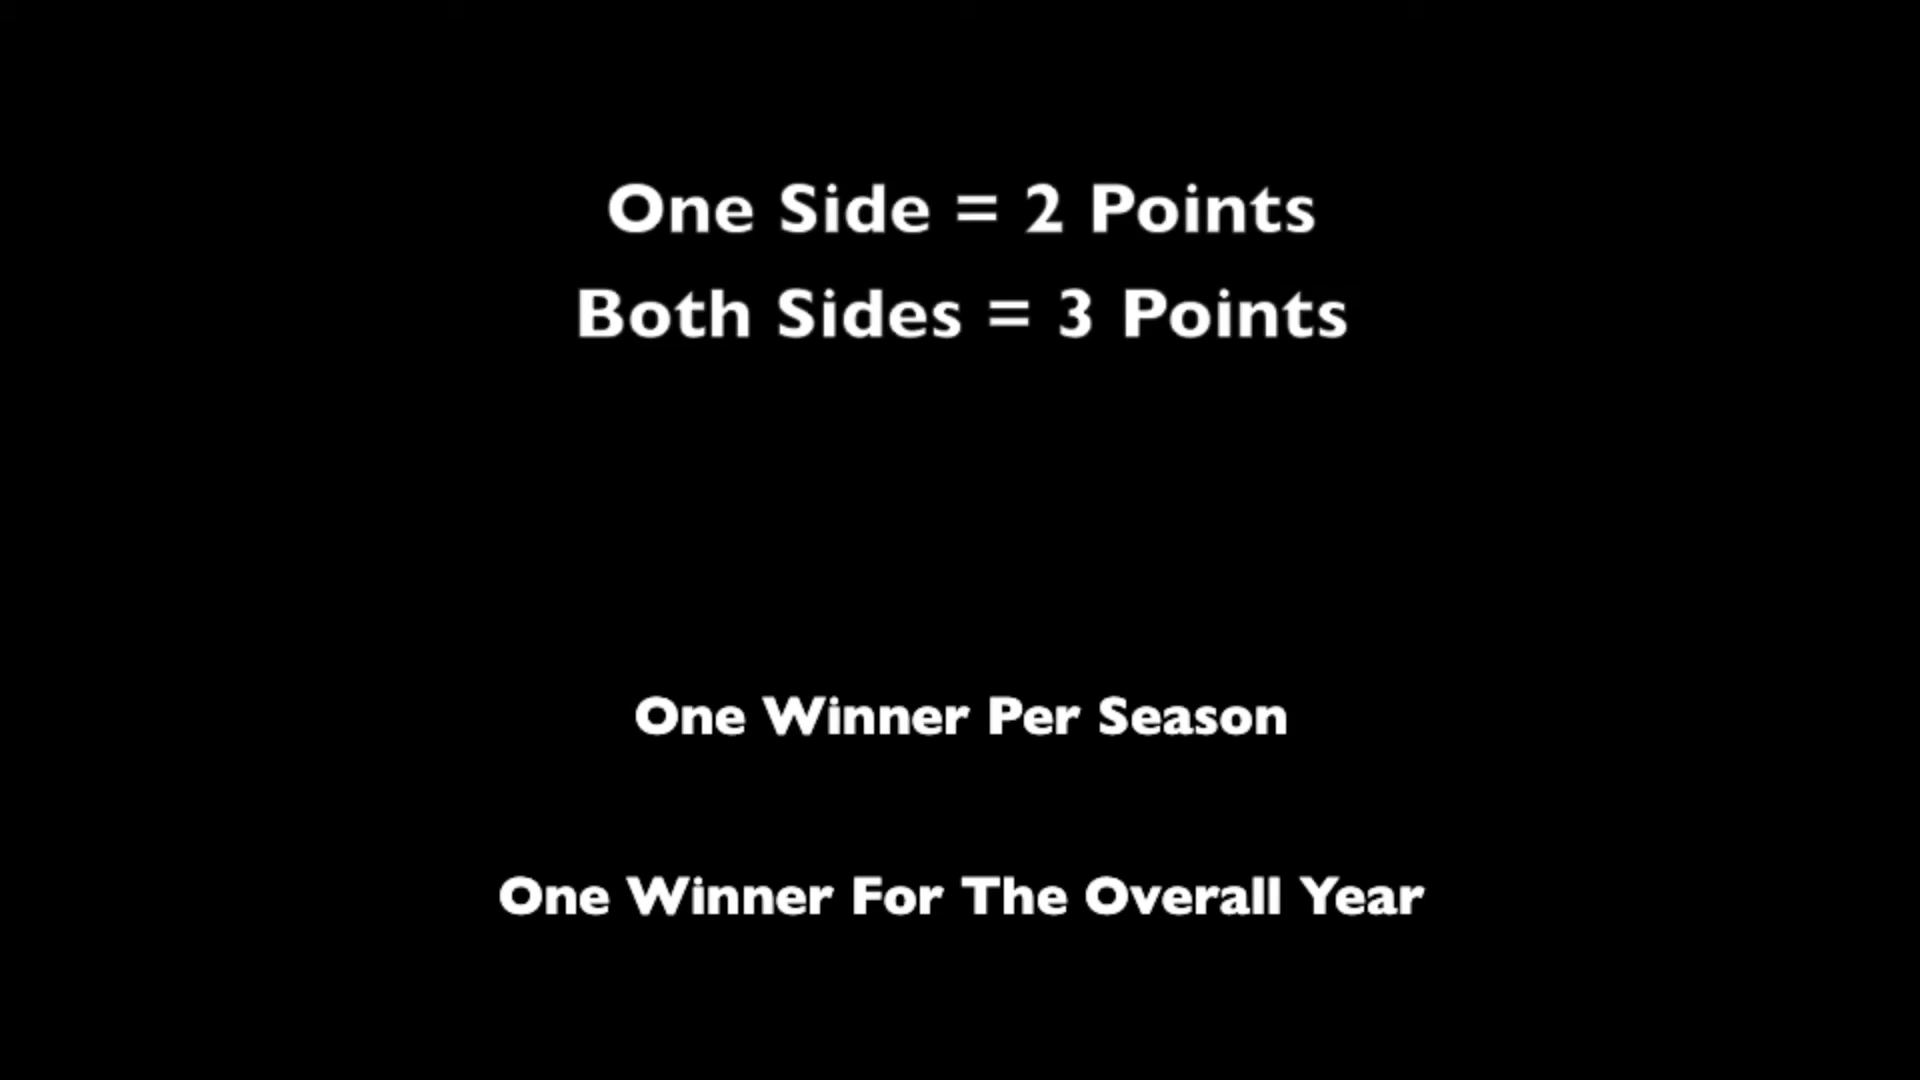 One Side = 2 Points
Both Sides = 3 Points
One Winner Per Season
One Winner For The Overall Year